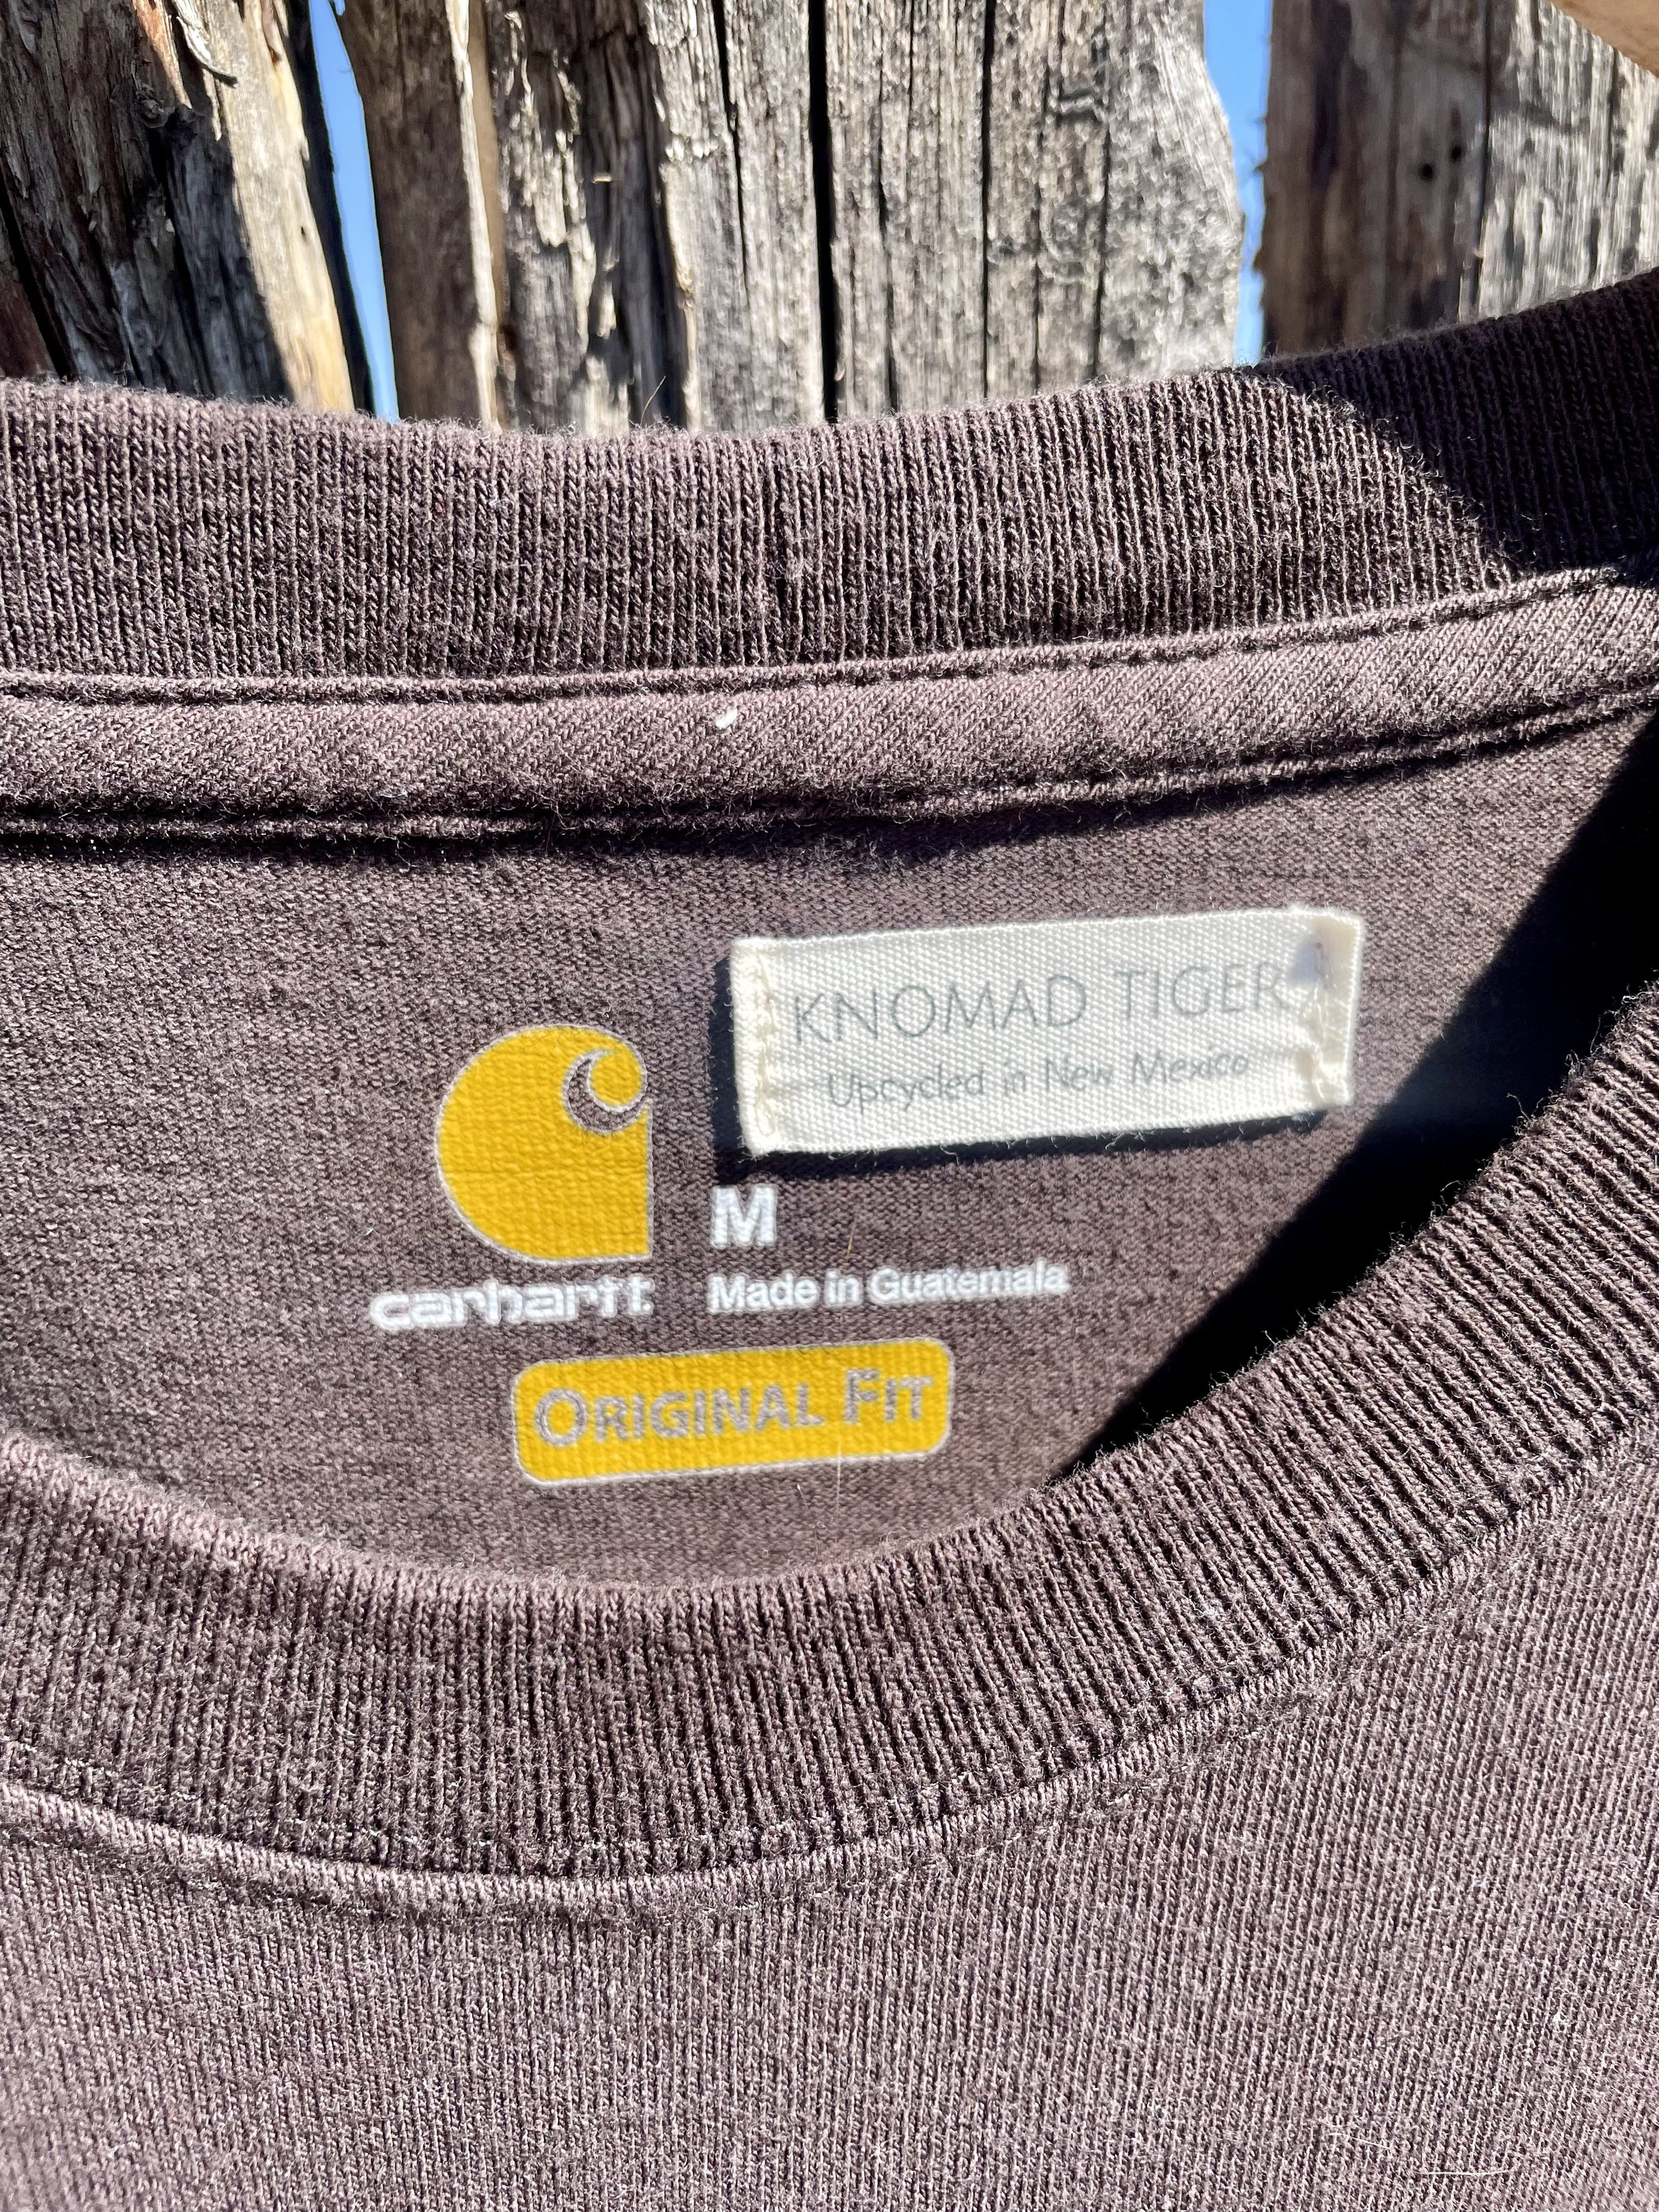 KNOMAD TIGER
Upcycled in New Mexico
M
carhartt
Made in Guatemala
ORIGINAL FIT